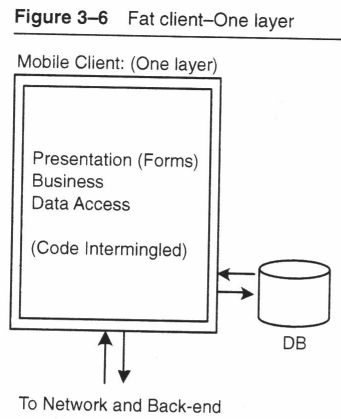 Figure 3–6 Fat client–One layer
Mobile Client: (One layer)
Presentation (Forms)
Business
Data Access
(Code Intermingled)
DB
To Network and Back-end